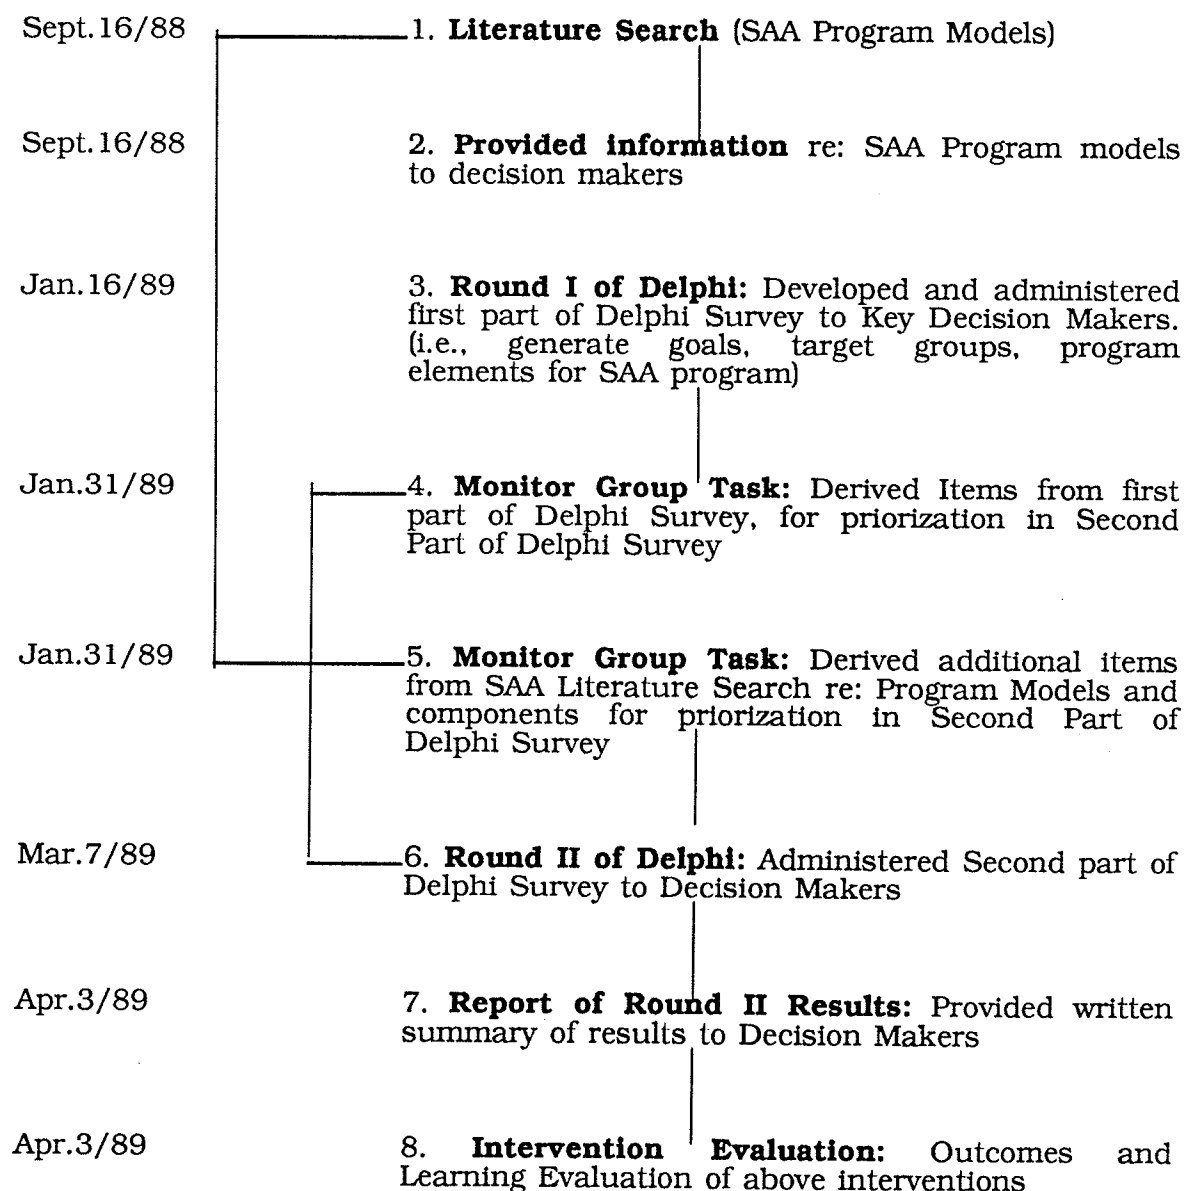 Sept.16/88 1. Literature Search (SAA Program Models)
Sept.16/88 2. Provided information re: SAA Program models
to decision makers
Jan.16/89 3. Round I of Delphi: Developed and administered
first part of Delphi Survey to Key Decision Makers.
(i.e., generate goals, target groups, program
elements for SAA program)
Jan.31/89 4. Monitor Group Task: Derived Items from first
part of Delphi Survey, for priorization in Second
Part of Delphi Survey
Jan.31/89 5. Monitor Group Task: Derived additional items
from SAA Literature Search re: Program Models and
components for priorization in Second Part of
Delphi Survey
Mar.7/89 6. Round II of Delphi: Administered Second part of
Delphi Survey to Decision Makers
Apr.3/89 7. Report of Round II Results: Provided written
summary of results to Decision Makers
Apr.3/89 8. Intervention Evaluation: Outcomes and
Learning Evaluation of above interventions